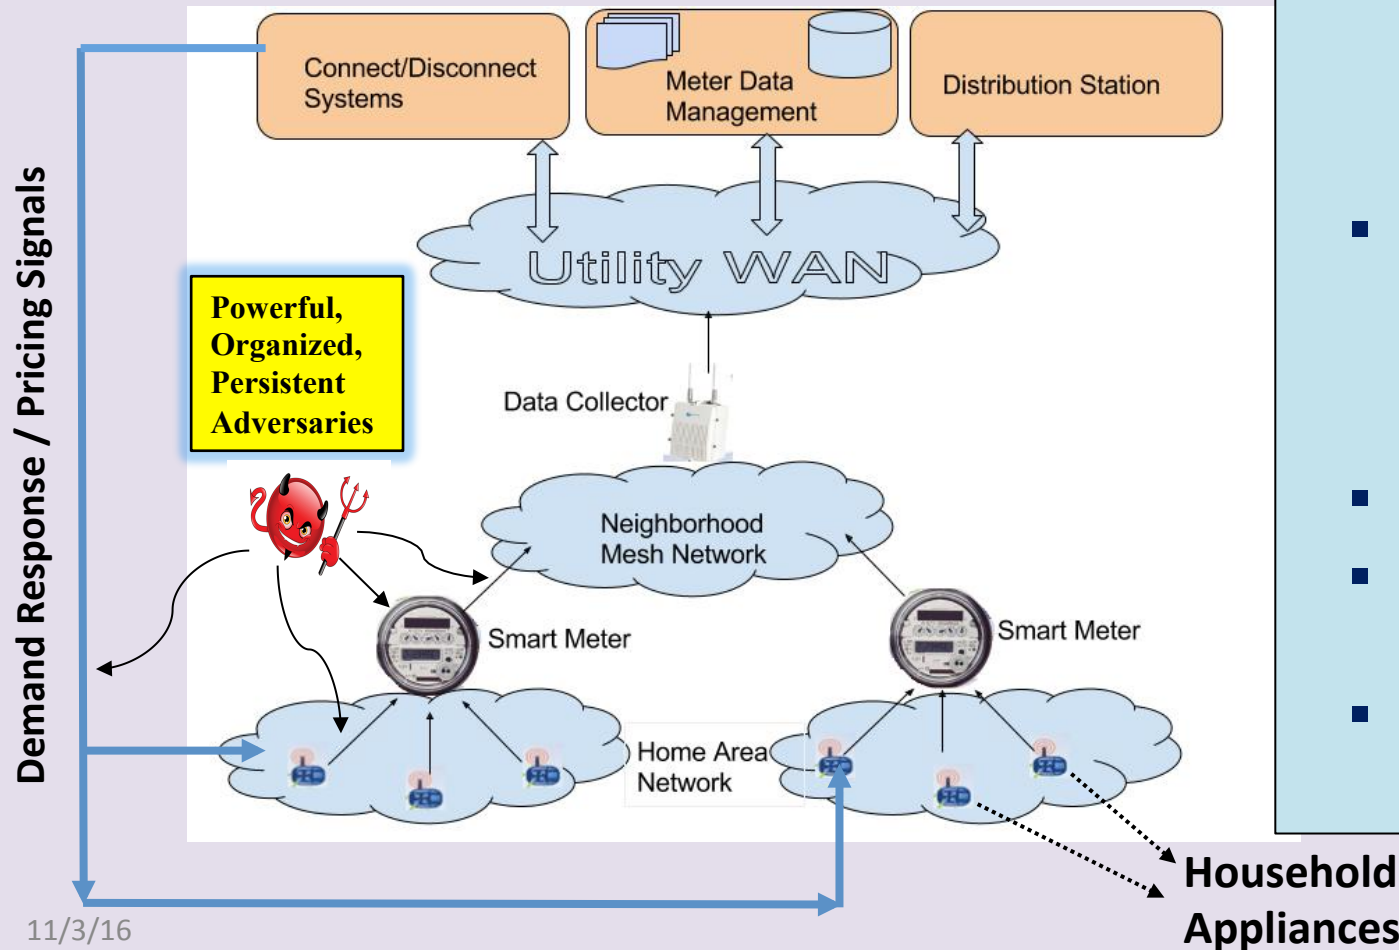 Connect/Disconnect
Systems
Meter Data
Management
Distribution Station
Utility WAN
Demand Response / Pricing Signals
Powerful,
Organized,
Persistent
Adversaries
Data Collector
Neighborhood
Mesh Network
Smart Meter
Smart Meter
Home Area
Network
Household
Appliances
11/3/16